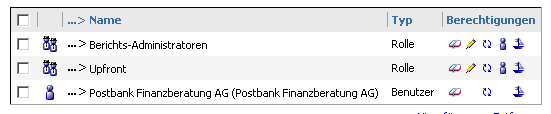 ...> Name Typ Berechtigungen
...> Berichts-Administratoren Rolle
...> Upfront Rolle
...> Postbank Finanzberatung AG (Postbank Finanzberatung AG) Benutzer